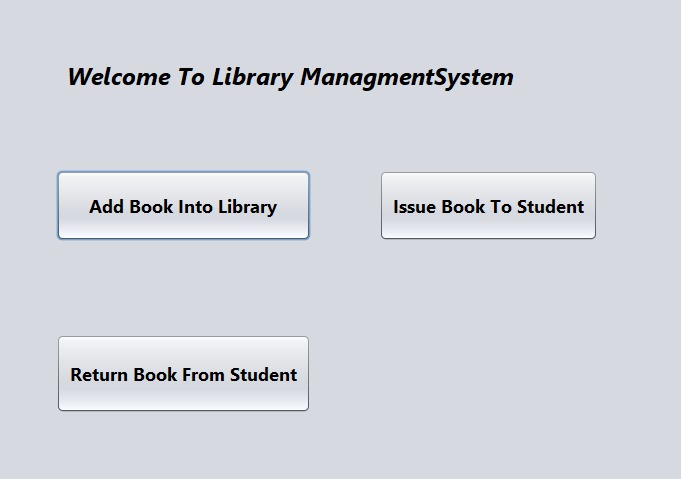 Welcome To Library ManagmentSystem
Add Book Into Library
Issue Book To Student
Return Book From Student